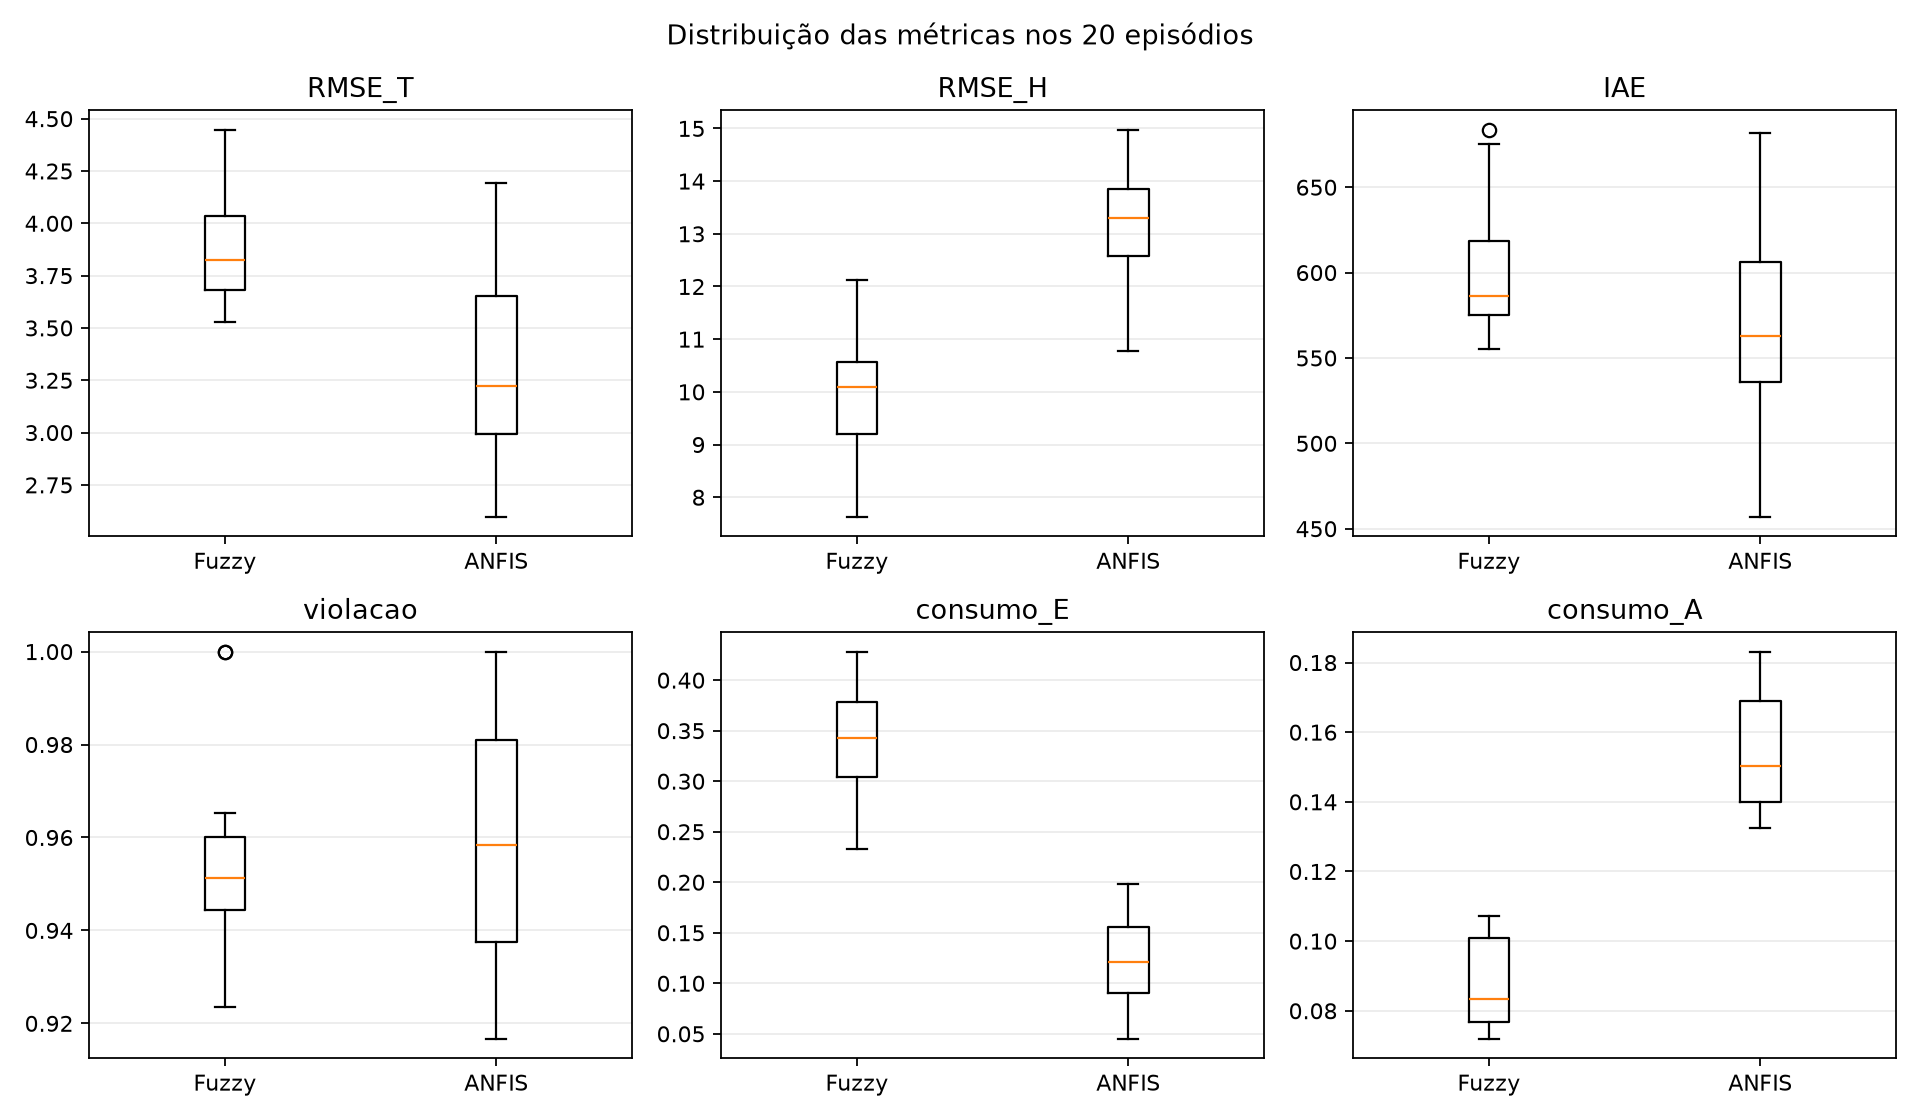 Distribuição das métricas nos 20 episódios
RMSE_T
4.50
4.25
4.00
3.75
3.50
3.25
3.00
2.75
Fuzzy
ANFIS
RMSE_H
15
14
13
12
11
10
9
8
Fuzzy
ANFIS
IAE
650
600
550
500
450
Fuzzy
ANFIS
violacao
1.00
0.98
0.96
0.94
0.92
Fuzzy
ANFIS
consumo_E
0.40
0.35
0.30
0.25
0.20
0.15
0.10
0.05
Fuzzy
ANFIS
consumo_A
0.18
0.16
0.14
0.12
0.10
0.08
Fuzzy
ANFIS